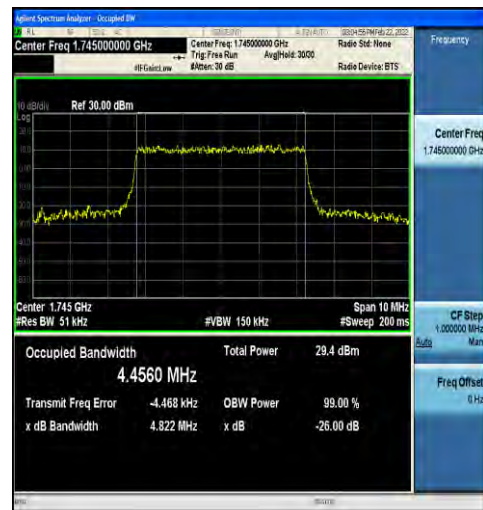 Agilent Spectrum Analyzer - Occupied BW
Center Freq 1.745000000 GHz
Center Freq: 1.745000000 GHz
Radio Std: None
Trig: Free Run
Avg|Hold: 30/30
#IFGain:Low
#Atten: 30 dB
Radio Device: BTS
Frequency
10 dB/div
Ref 30.00 dBm
Log
Center Freq
1.745000000 GHz
Center 1.745 GHz
Span 10 MHz
#Res BW 51 kHz
#VBW 150 kHz
#Sweep 200 ms
CF Step
1.000000 MHz
Auto
Man
Occupied Bandwidth
Total Power
29.4 dBm
4.4560 MHz
Transmit Freq Error
-4.468 kHz
OBW Power
99.00 %
x dB Bandwidth
4.822 MHz
x dB
-26.00 dB
Freq Offset
0 Hz